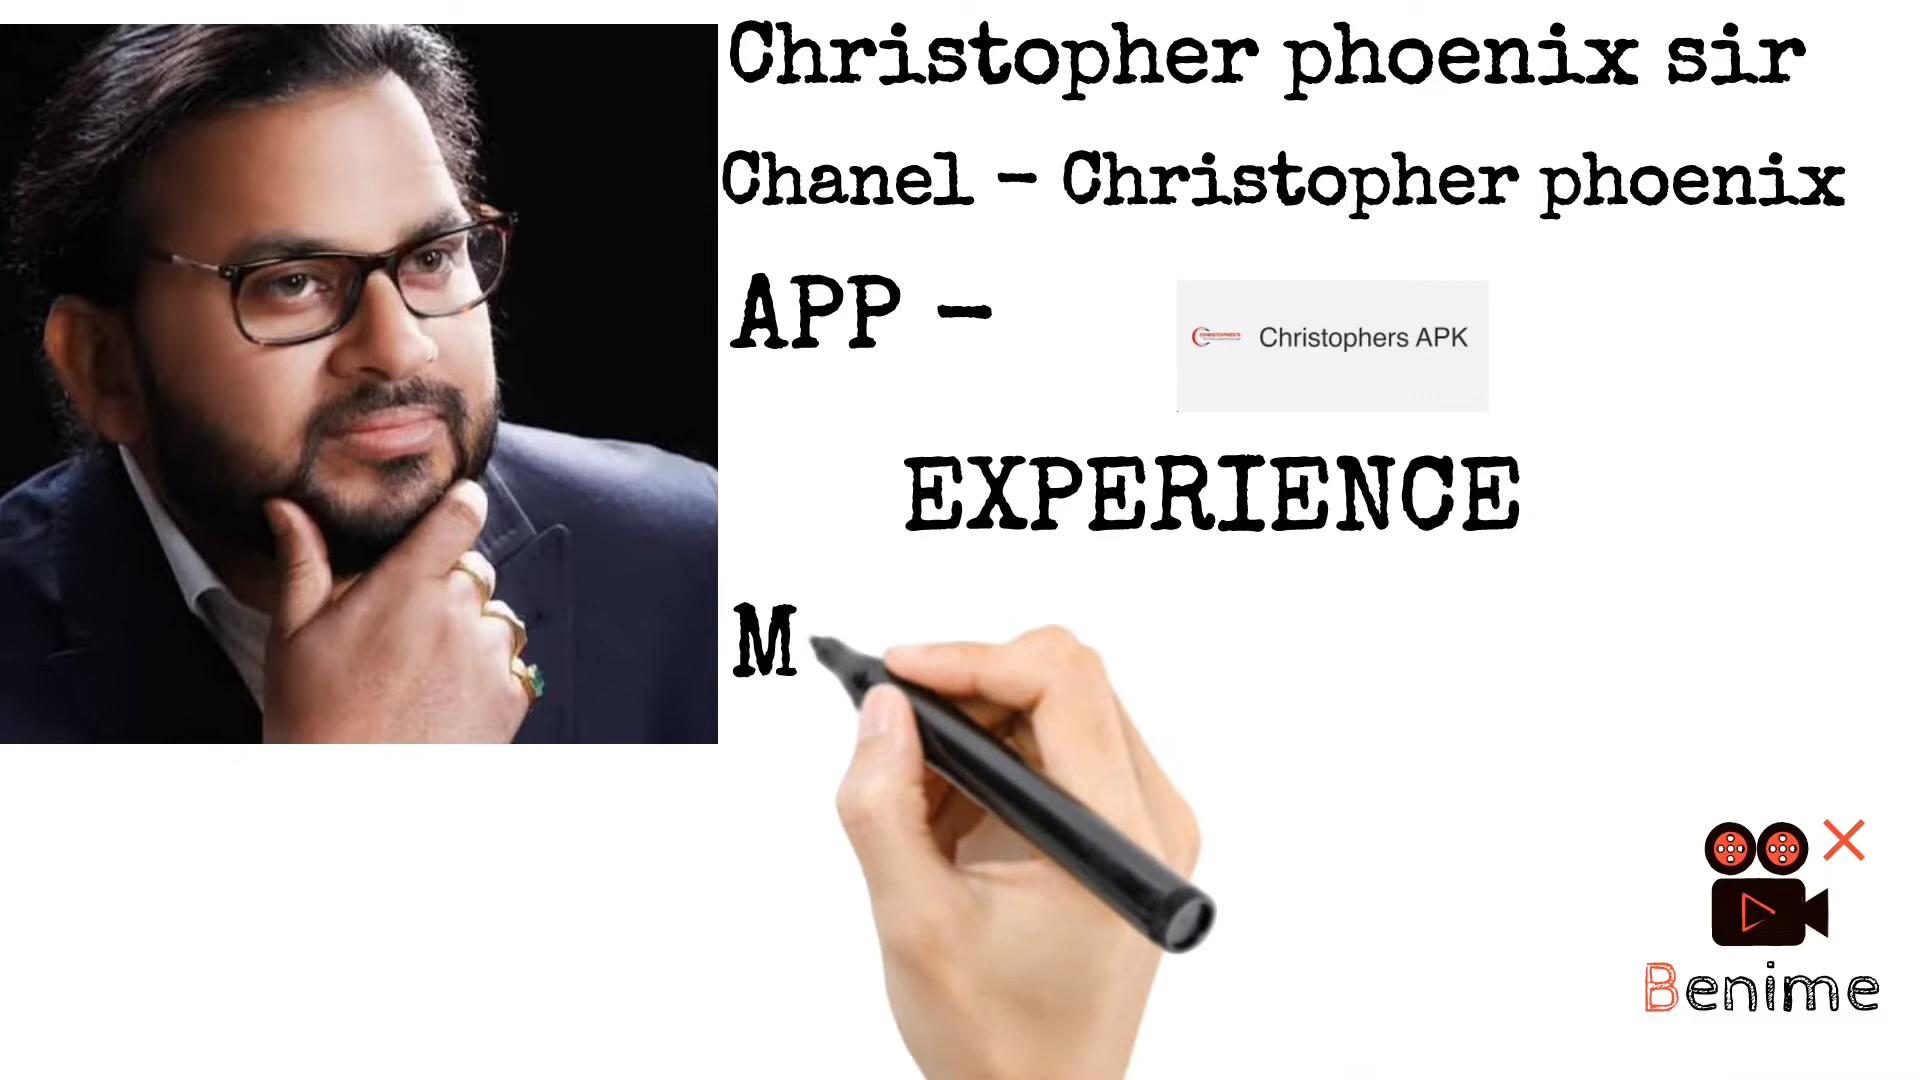 Christopher phoenix sir
Chanel - Christopher phoenix
APP -
Christophers APK
EXPERIENCE
M
Benime